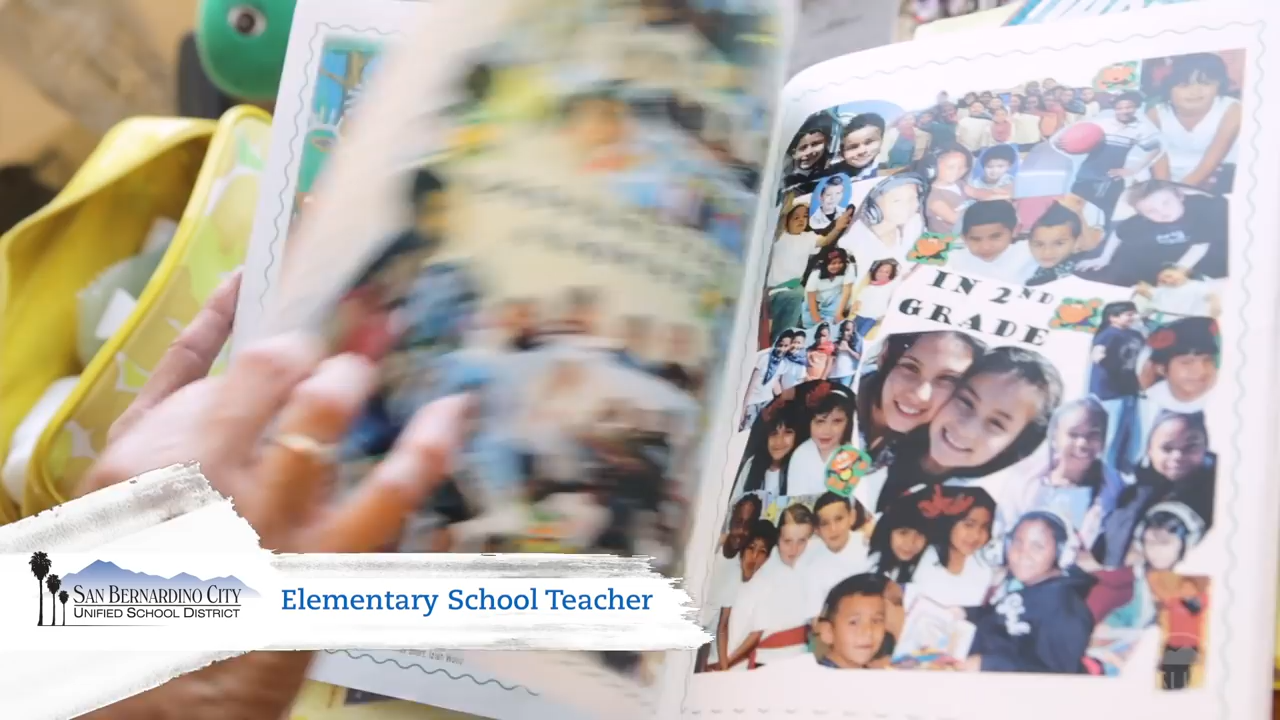 IN 2ND
GRADE
SAN BERNARDINO CITY
UNIFIED SCHOOL DISTRICT
Elementary School Teacher